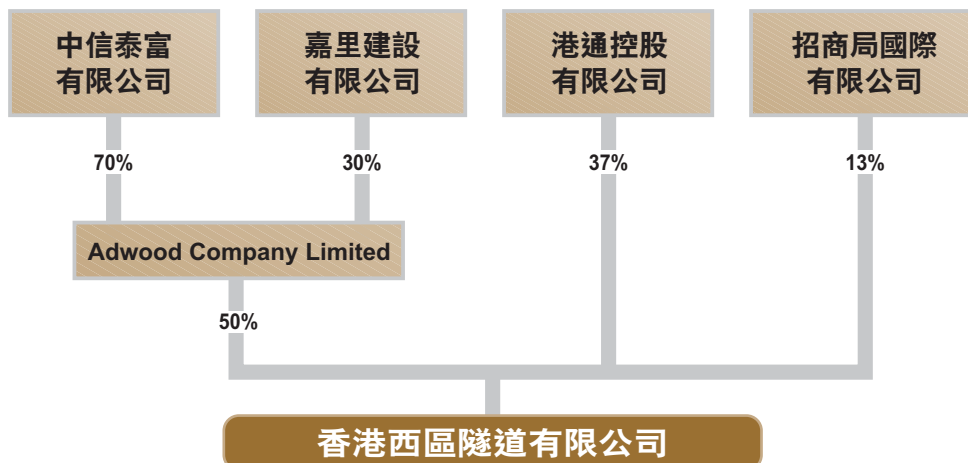 中信泰富
有限公司
嘉里建設
有限公司
港通控股
有限公司
招商局國際
有限公司
70%
30%
37%
13%
Adwood Company Limited
50%
香港西區隧道有限公司